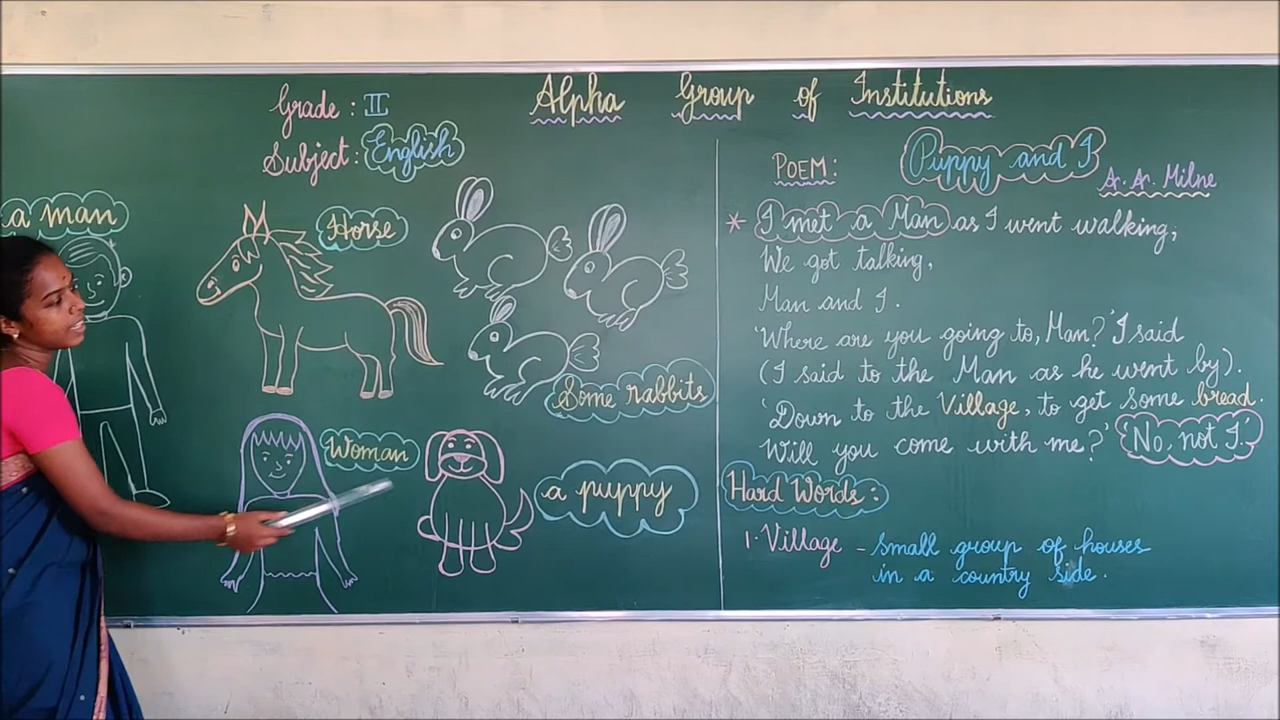 Alpha Group of Institutions
Grade : II
Subject : English
a man
Horse
Some rabbits
Woman
a puppy
POEM:
Puppy and I
A. A. Milne
* I met a Man as I went walking;
We got talking,
Man and I.
'Where are you going to, Man?' I said
(I said to the Man as he went by).
'Down to the Village, to get some bread.
Will you come with me?' 'No, not I.'
Hard Words:
1. Village - Small group of houses
in a country side.